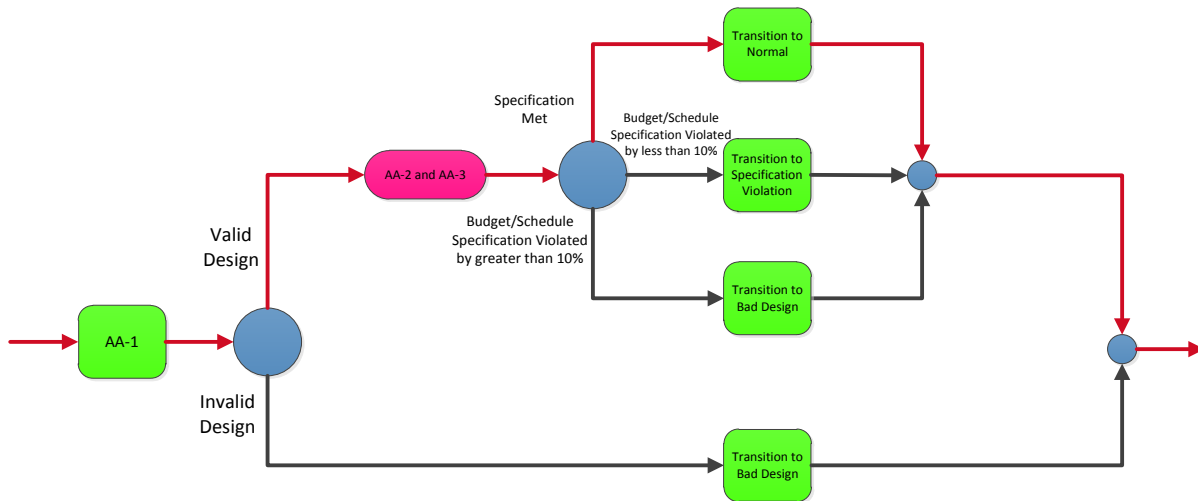 Transition to
Normal
Specification
Met
Budget/Schedule
Specification Violated
by less than 10%
Transition to
Specification
Violation
AA-2 and AA-3
Budget/Schedule
Specification Violated
by greater than 10%
Valid
Design
Transition to
Bad Design
AA-1
Invalid
Design
Transition to
Bad Design